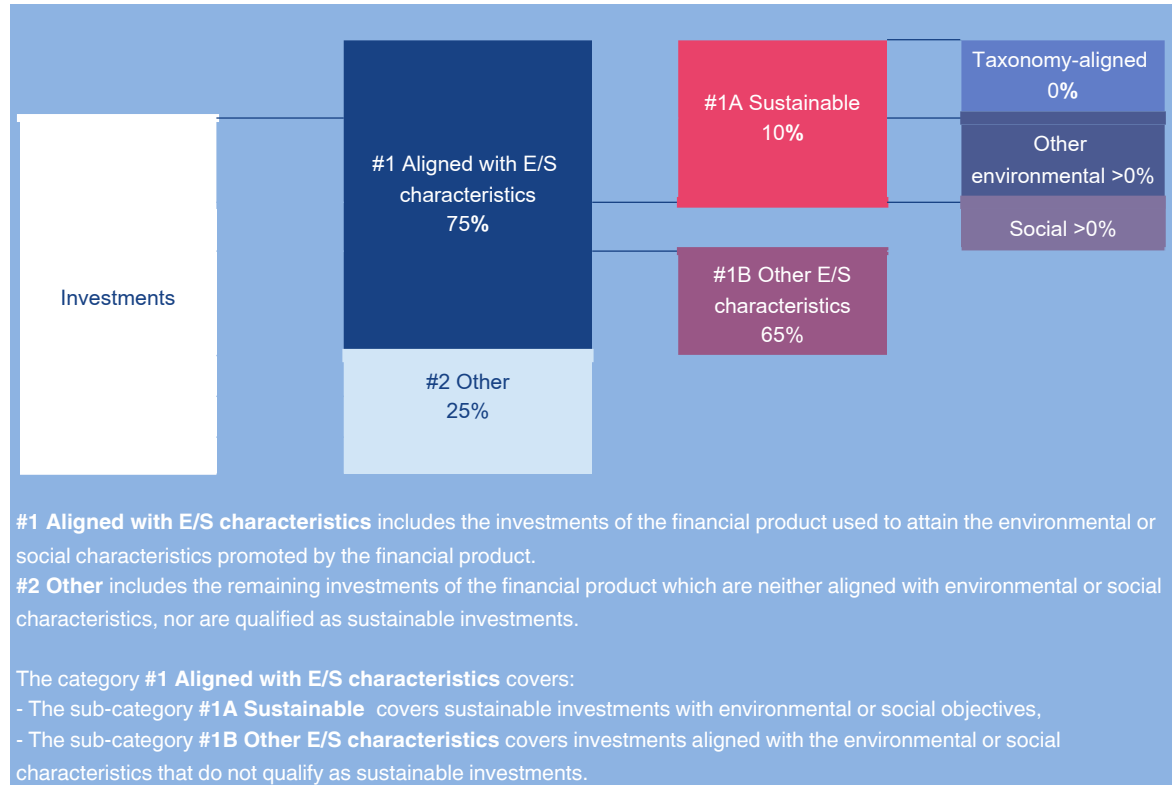 Investments
#1 Aligned with E/S
characteristics
75%
#2 Other
25%
#1A Sustainable
10%
#1B Other E/S
characteristics
65%
Taxonomy-aligned
0%
Other
environmental >0%
Social >0%
#1 Aligned with E/S characteristics includes the investments of the financial product used to attain the environmental or
social characteristics promoted by the financial product.
#2 Other includes the remaining investments of the financial product which are neither aligned with environmental or social
characteristics, nor are qualified as sustainable investments.
The category #1 Aligned with E/S characteristics covers:
- The sub-category #1A Sustainable covers sustainable investments with environmental or social objectives,
- The sub-category #1B Other E/S characteristics covers investments aligned with the environmental or social
characteristics that do not qualify as sustainable investments.